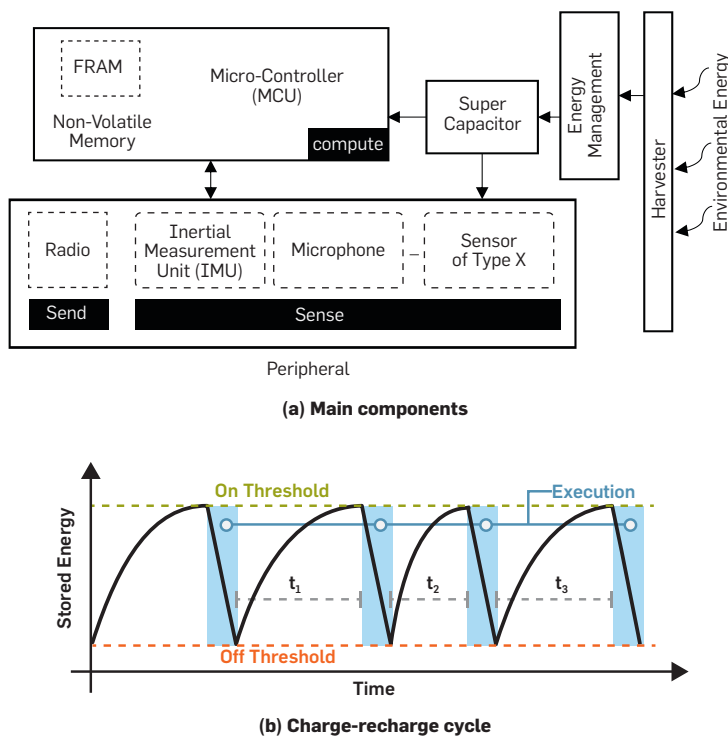 FRAM
Non-Volatile
Memory
Micro-Controller
(MCU)
compute
Super
Capacitor
Energy
Management
Harvester
Environmental Energy
Radio
Inertial
Measurement
Unit (IMU)
Microphone
–
Sensor
of Type X
Send
Sense
Peripheral
(a) Main components
On Threshold
Execution
Stored Energy
t₁
t₂
t₃
Off Threshold
Time
(b) Charge-recharge cycle